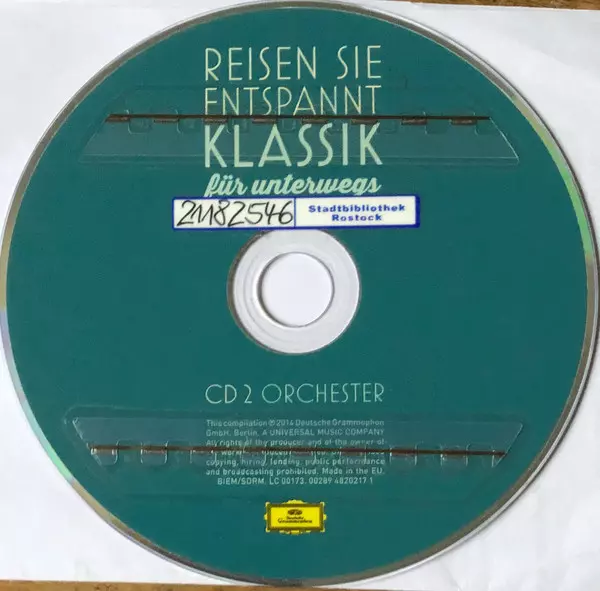 REISEN SIE
ENTSPANNT
KLASSIK
für unterwegs
21182546 Stadtbibliothek
Rostock
CD 2 ORCHESTER
This compilation ℗ 2014 Deutsche Grammophon
GmbH, Berlin. A UNIVERSAL MUSIC COMPANY
All rights of the producer and of the owner of
copying, hiring, lending, public performance
and broadcasting prohibited. Made in the EU.
BIEM/SDRM. LC 00173. 00289 4820217 1
Deutsche
Grammophon